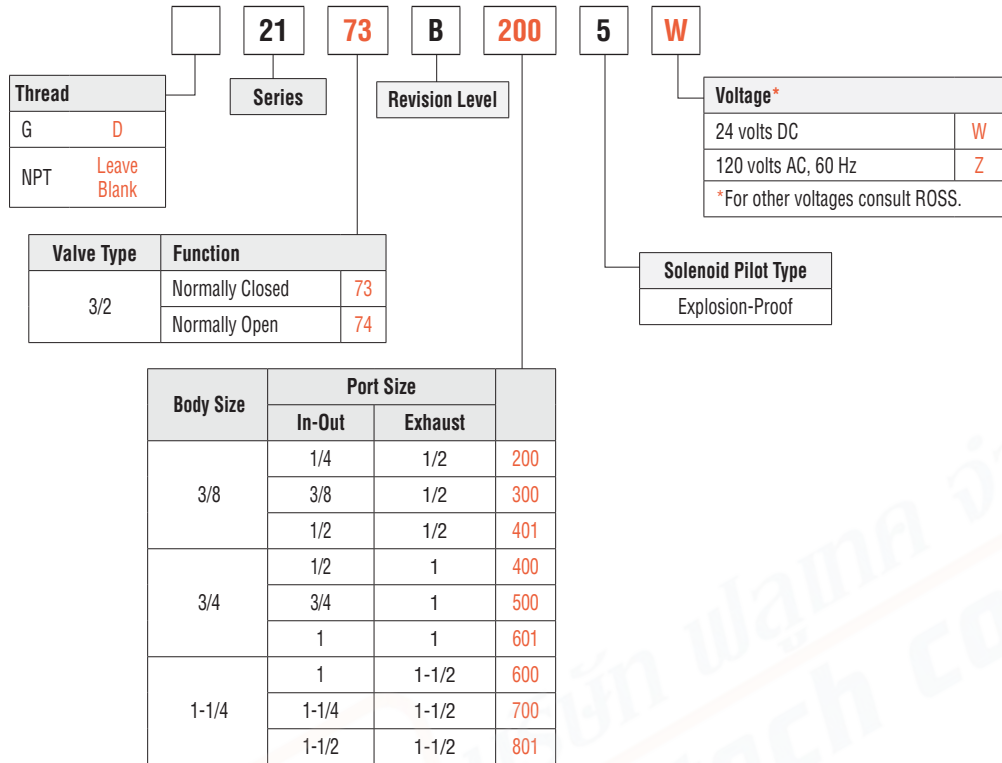 21 73 B 200 5 W
Thread
G D
NPT Leave Blank
Series
Revision Level
Voltage*
24 volts DC W
120 volts AC, 60 Hz Z
*For other voltages consult ROSS.
Valve Type Function
3/2 Normally Closed 73
Normally Open 74
Solenoid Pilot Type
Explosion-Proof
Body Size Port Size
In-Out Exhaust
3/8 1/4 1/2 200
3/8 1/2 300
1/2 1/2 401
3/4 1/2 1 400
3/4 1 500
1 1 601
1-1/4 1 1-1/2 600
1-1/4 1-1/2 700
1-1/2 1-1/2 801